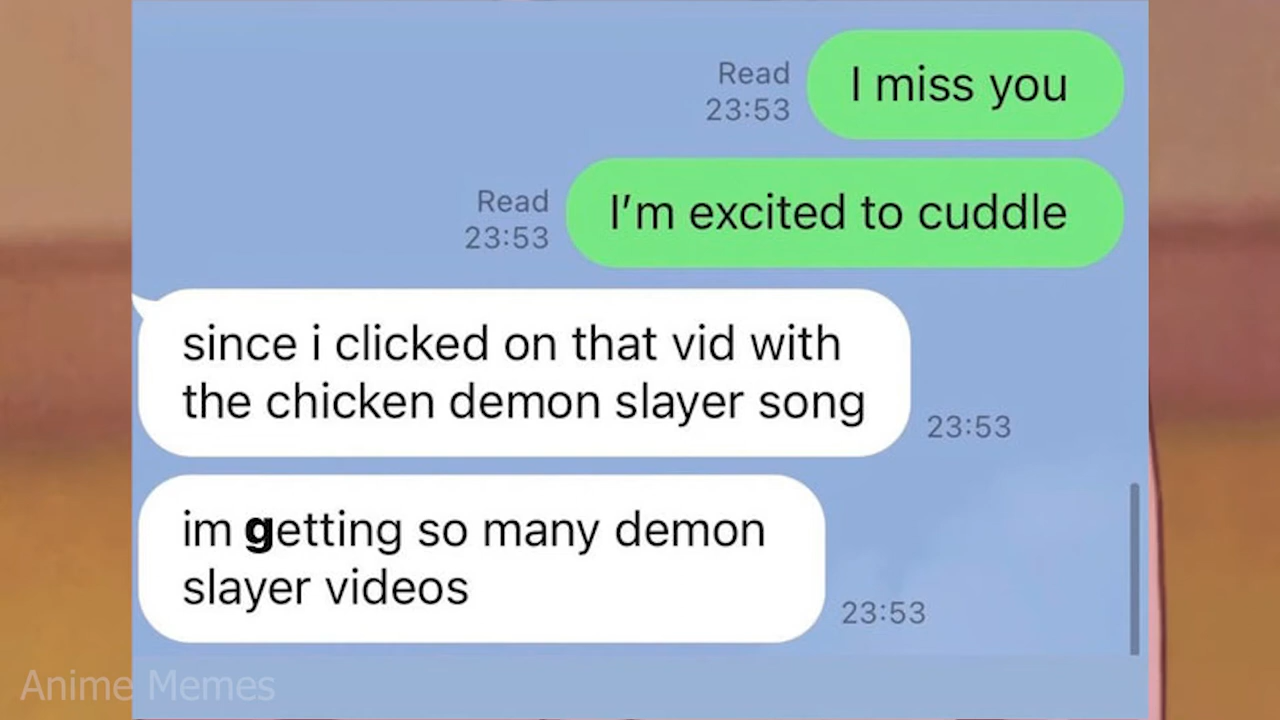 Read
23:53
I miss you
Read
23:53
I'm excited to cuddle
since i clicked on that vid with
the chicken demon slayer song
23:53
im getting so many demon
slayer videos
23:53
Anime Memes